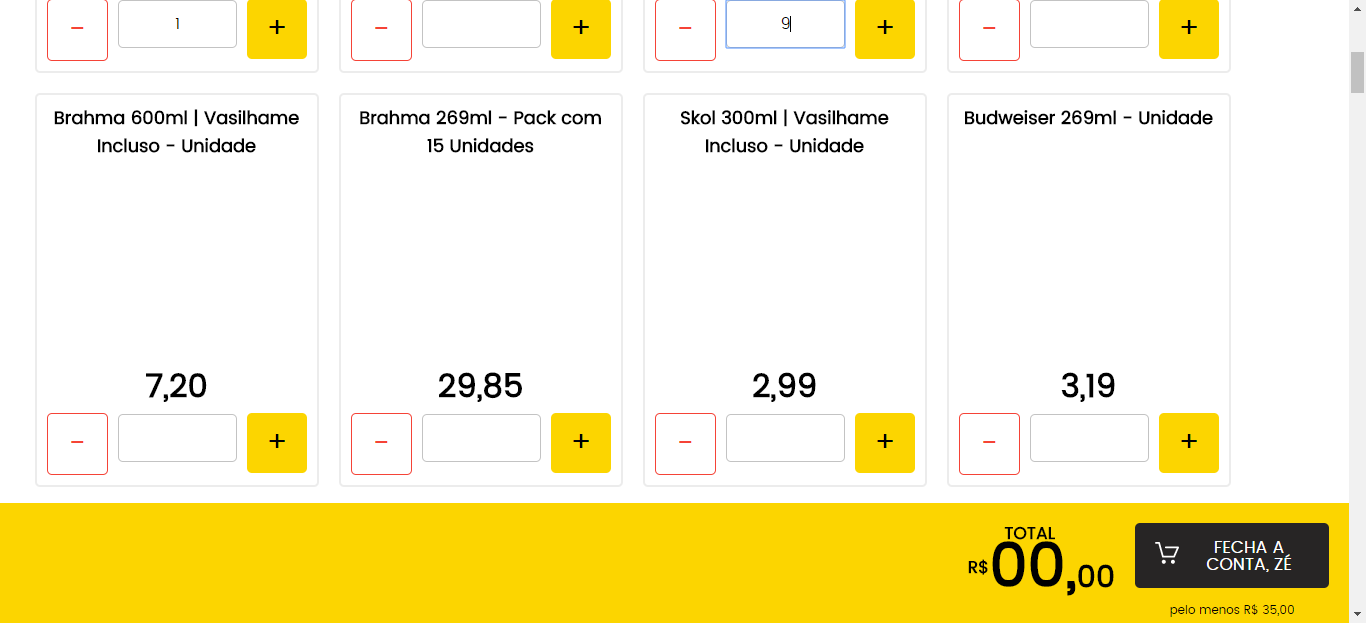 − 1 + − + − 9 + − +
Brahma 600ml | Vasilhame
Incluso - Unidade
Brahma 269ml - Pack com
15 Unidades
Skol 300ml | Vasilhame
Incluso - Unidade
Budweiser 269ml - Unidade
7,20
29,85
2,99
3,19
− + − + − + − +
TOTAL
R$ 00,00
FECHA A
CONTA, ZÉ
pelo menos R$ 35,00